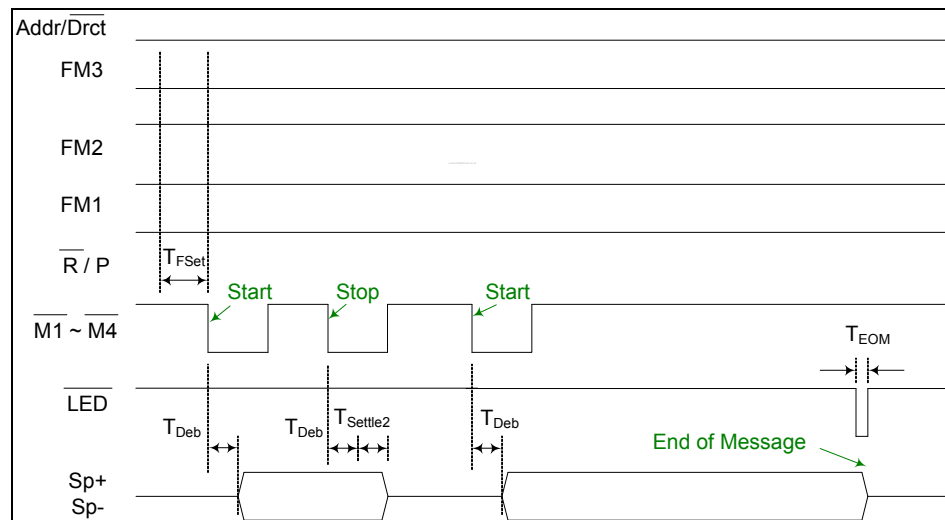 Addr/Drct
FM3
FM2
FM1
R / P
TFSet
Start Stop Start
M1 ~ M4
TEOM
LED
TDeb TDeb TSettle2 TDeb
End of Message
Sp+
Sp-